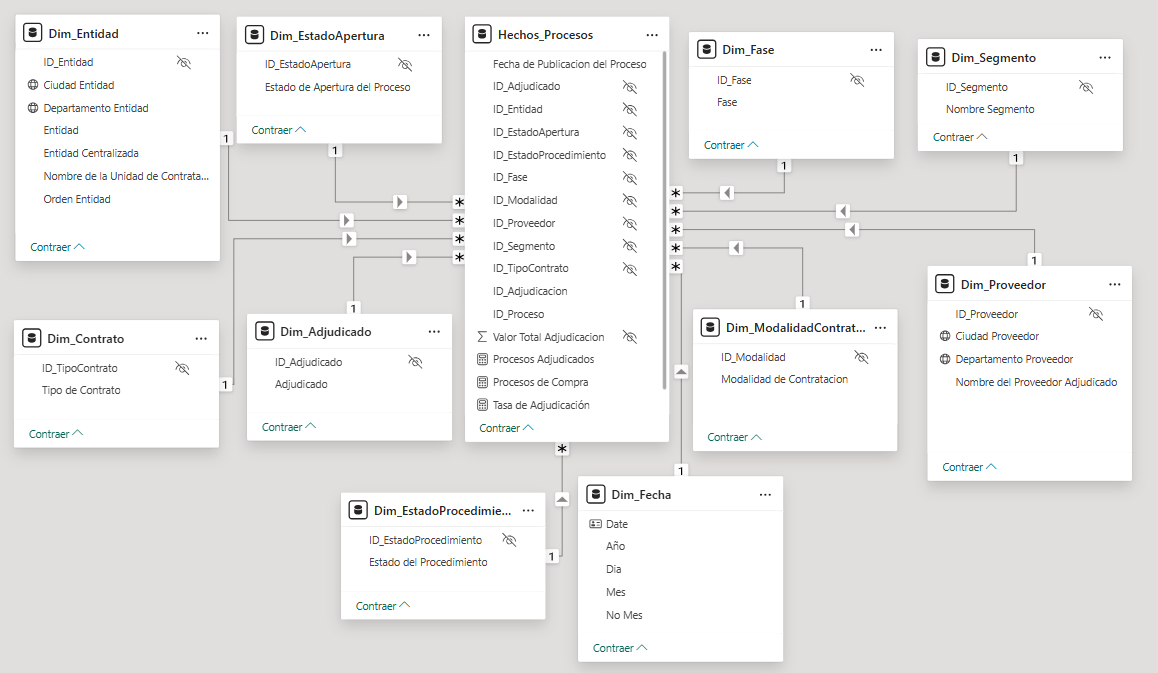 Dim_Entidad
ID_Entidad
Ciudad Entidad
Departamento Entidad
Entidad
Entidad Centralizada
Nombre de la Unidad de Contrata...
Orden Entidad
Contraer
1
Dim_EstadoApertura
ID_EstadoApertura
Estado de Apertura del Proceso
Contraer
1
Hechos_Procesos
Fecha de Publicacion del Proceso
ID_Adjudicado
ID_Entidad
ID_EstadoApertura
ID_EstadoProcedimiento
ID_Fase
ID_Modalidad
ID_Proveedor
ID_Segmento
ID_TipoContrato
ID_Adjudicacion
ID_Proceso
Valor Total Adjudicacion
Procesos Adjudicados
Procesos de Compra
Tasa de Adjudicación
Contraer
*
*
*
*
*
*
*
*
*
*
Dim_Fase
ID_Fase
Fase
Contraer
1
Dim_Segmento
ID_Segmento
Nombre Segmento
Contraer
1
Dim_Contrato
ID_TipoContrato
Tipo de Contrato
Contraer
1
1
Dim_Adjudicado
ID_Adjudicado
Adjudicado
Contraer
1
Dim_ModalidadContrat...
ID_Modalidad
Modalidad de Contratacion
Contraer
1
Dim_Proveedor
ID_Proveedor
Ciudad Proveedor
Departamento Proveedor
Nombre del Proveedor Adjudicado
Contraer
Dim_EstadoProcedimie...
ID_EstadoProcedimiento
Estado del Procedimiento
Contraer
1
1
Dim_Fecha
Date
Año
Dia
Mes
No Mes
Contraer